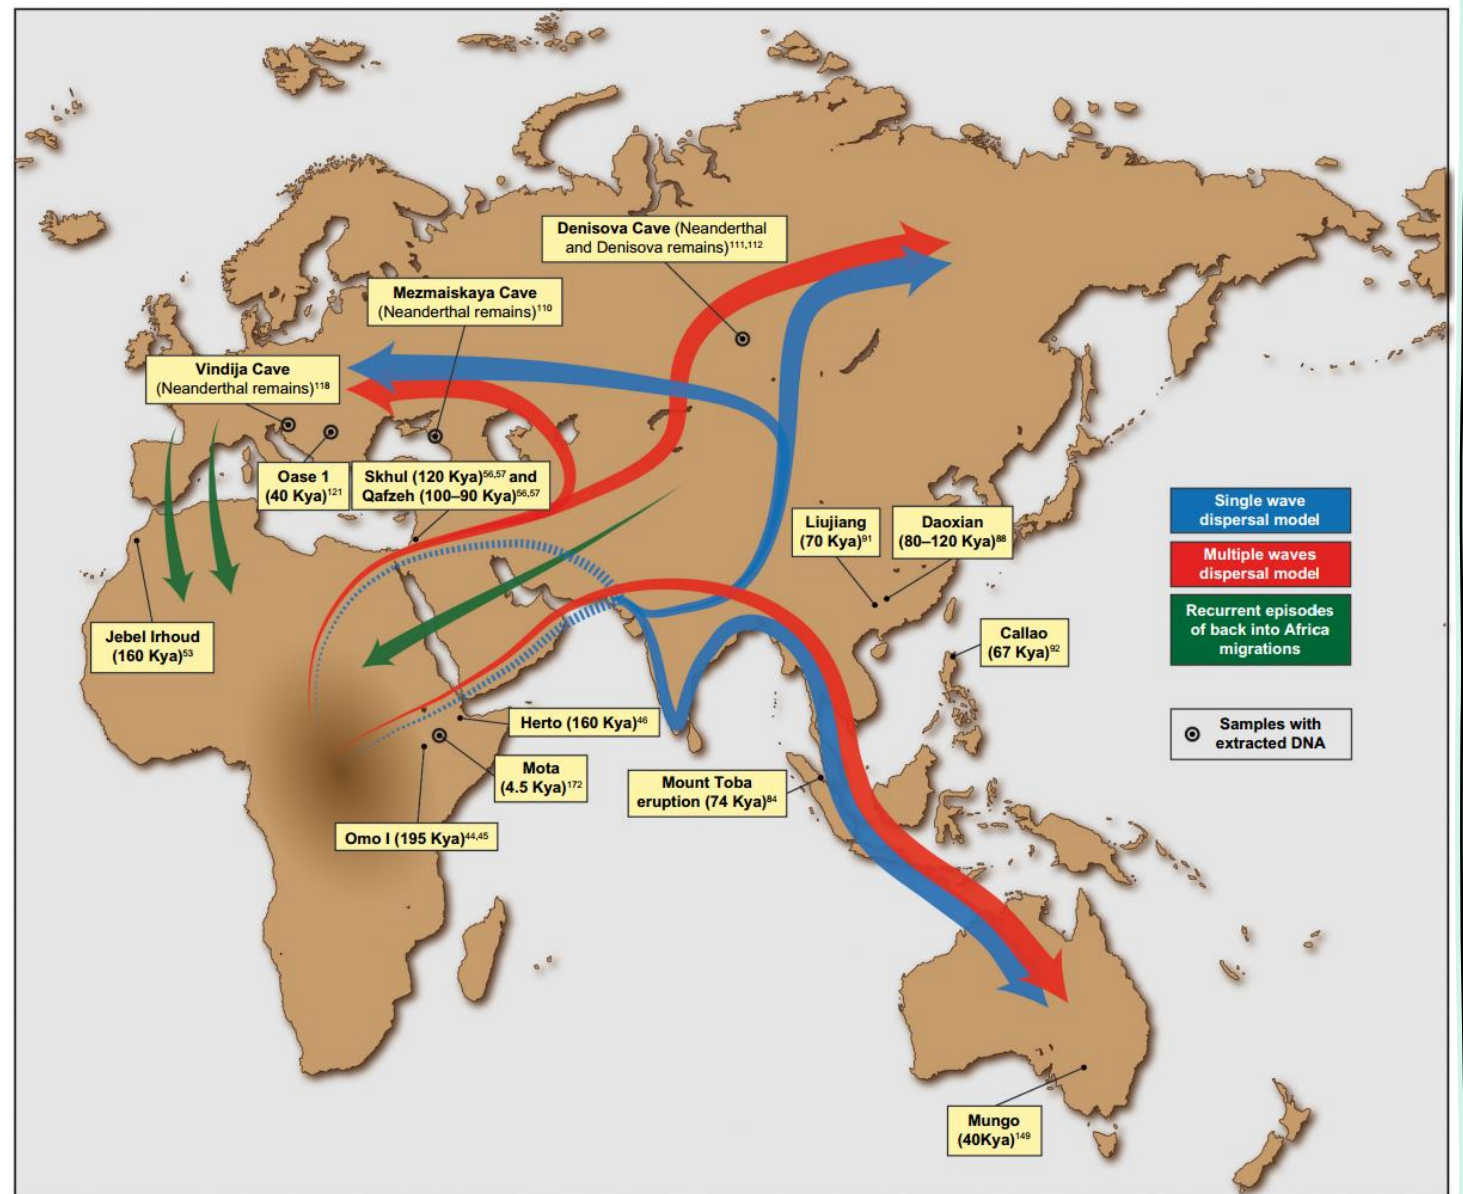 Denisova Cave (Neanderthal
and Denisova remains)111,112
Mezmaiskaya Cave
(Neanderthal remains)110
Vindija Cave
(Neanderthal remains)118
Oase 1
(40 Kya)121
Skhul (120 Kya)56,57 and
Qafzeh (100–90 Kya)56,57
Liujiang
(70 Kya)91
Daoxian
(80–120 Kya)88
Single wave
dispersal model
Multiple waves
dispersal model
Recurrent episodes
of back into Africa
migrations
Jebel Irhoud
(160 Kya)53
Callao
(67 Kya)92
Herto (160 Kya)46
Samples with
extracted DNA
Mota
(4.5 Kya)172
Mount Toba
eruption (74 Kya)84
Omo I (195 Kya)44,45
Mungo
(40Kya)149